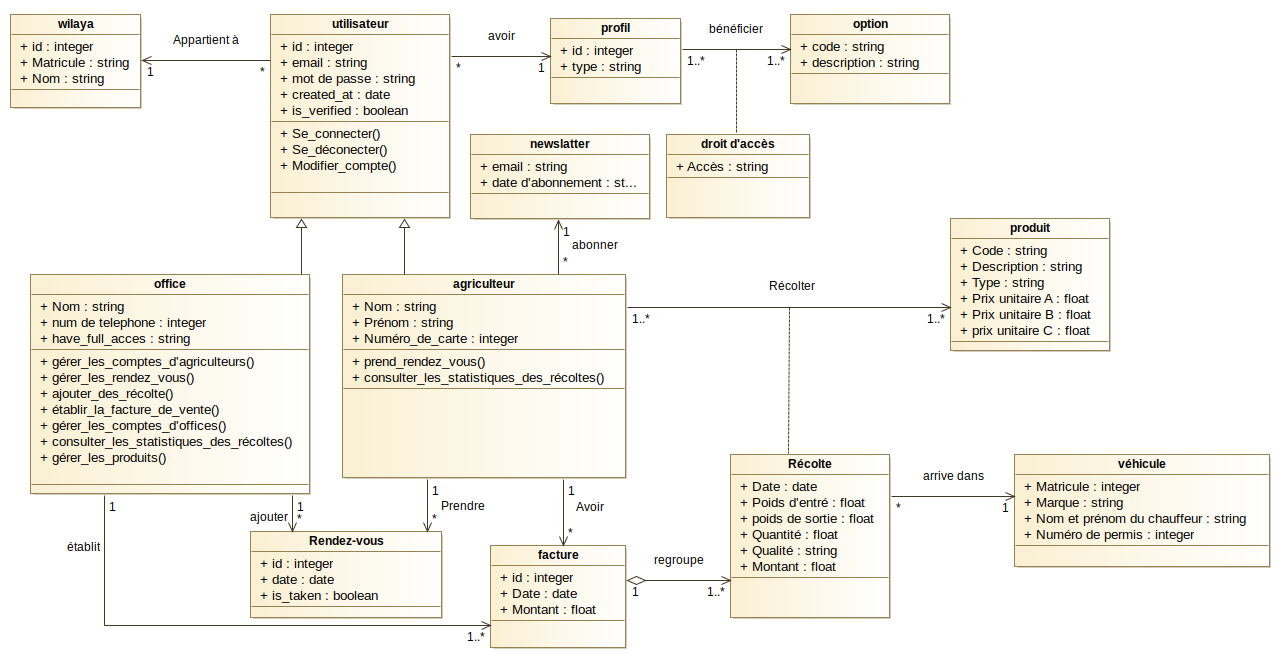 wilaya
+ id : integer
+ Matricule : string
+ Nom : string
Appartient à
1
*
utilisateur
+ id : integer
+ email : string
+ mot de passe : string
+ created_at : date
+ is_verified : boolean
+ Se_connecter()
+ Se_déconecter()
+ Modifier_compte()
avoir
*
1
profil
+ id : integer
+ type : string
bénéficier
1..*
1..*
option
+ code : string
+ description : string
newslatter
+ email : string
+ date d'abonnement : st...
droit d'accès
+ Accès : string
1
abonner
*
produit
+ Code : string
+ Description : string
+ Type : string
+ Prix unitaire A : float
+ Prix unitaire B : float
+ prix unitaire C : float
office
+ Nom : string
+ num de telephone : integer
+ have_full_acces : string
+ gérer_les_comptes_d'agriculteurs()
+ gérer_les_rendez_vous()
+ ajouter_des_récolte()
+ établir_la_facture_de_vente()
+ gérer_les_comptes_d'offices()
+ consulter_les_statistiques_des_récoltes()
+ gérer_les_produits()
agriculteur
+ Nom : string
+ Prénom : string
+ Numéro_de_carte : integer
+ prend_rendez_vous()
+ consulter_les_statistiques_des_récoltes()
Récolter
1..*
1..*
Récolte
+ Date : date
+ Poids d'entré : float
+ poids de sortie : float
+ Quantité : float
+ Qualité : string
+ Montant : float
arrive dans
*
1
véhicule
+ Matricule : integer
+ Marque : string
+ Nom et prénom du chauffeur : string
+ Numéro de permis : integer
1
établit
1..*
1
ajouter
*
1
Prendre
*
1
Avoir
*
Rendez-vous
+ id : integer
+ date : date
+ is_taken : boolean
facture
+ id : integer
+ Date : date
+ Montant : float
regroupe
1
1..*